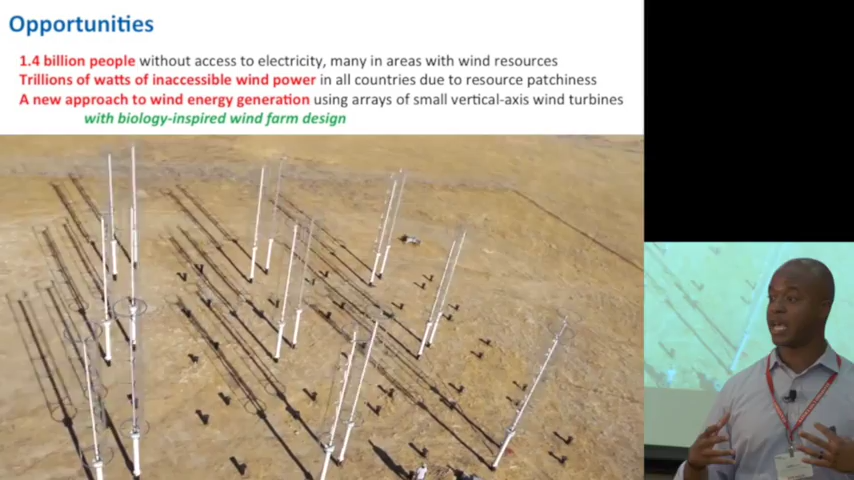 Opportunities
1.4 billion people without access to electricity, many in areas with wind resources
Trillions of watts of inaccessible wind power in all countries due to resource patchiness
A new approach to wind energy generation using arrays of small vertical-axis wind turbines
with biology-inspired wind farm design